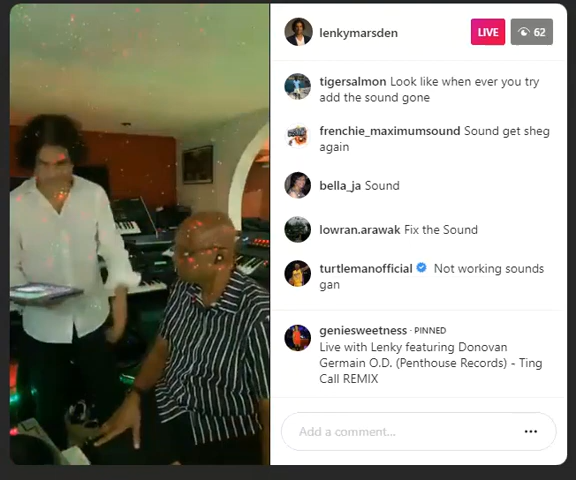 lenkymarsden
LIVE
62
tigersalmon Look like when ever you try
add the sound gone
frenchie_maximumsound Sound get sheg
again
bella_ja Sound
lowran.arawak Fix the Sound
turtlemanofficial Not working sounds
gan
geniesweetness · PINNED
Live with Lenky featuring Donovan
Germain O.D. (Penthouse Records) - Ting
Call REMIX
Add a comment...